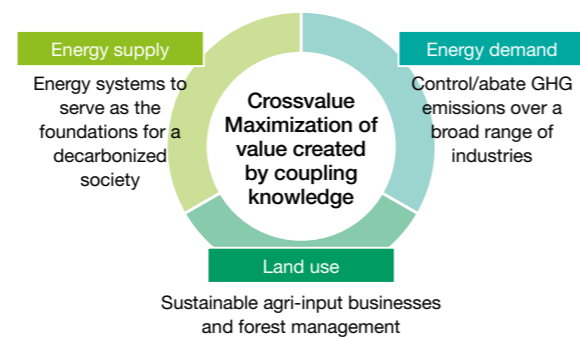 Energy supply
Energy systems to
serve as the
foundations for a
decarbonized
society
Crossvalue
Maximization of
value created
by coupling
knowledge
Energy demand
Control/abate GHG
emissions over a
broad range of
industries
Land use
Sustainable agri-input businesses
and forest management